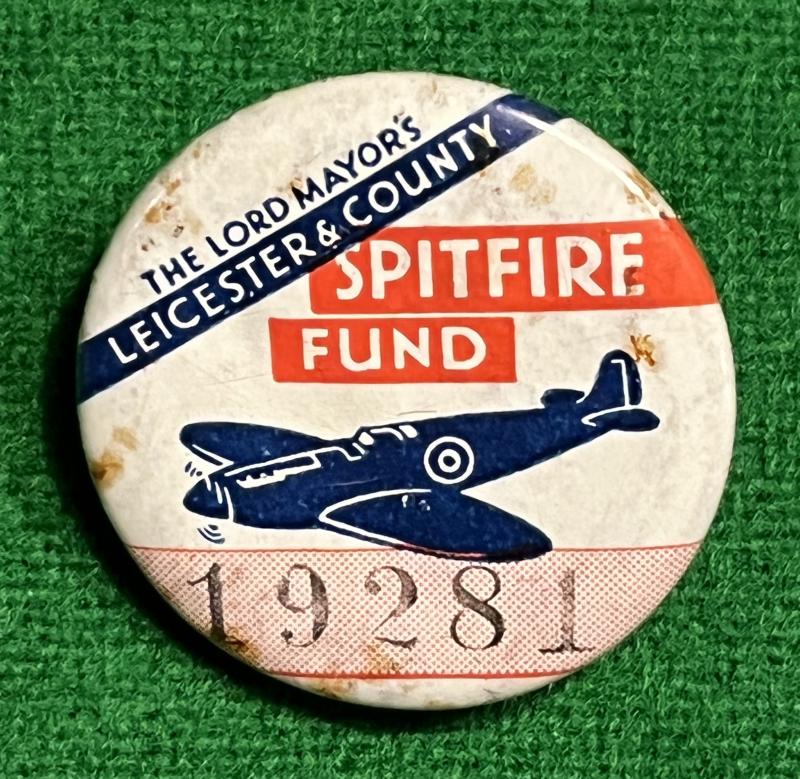 THE LORD MAYOR'S
LEICESTER & COUNTY
SPITFIRE
FUND
19281